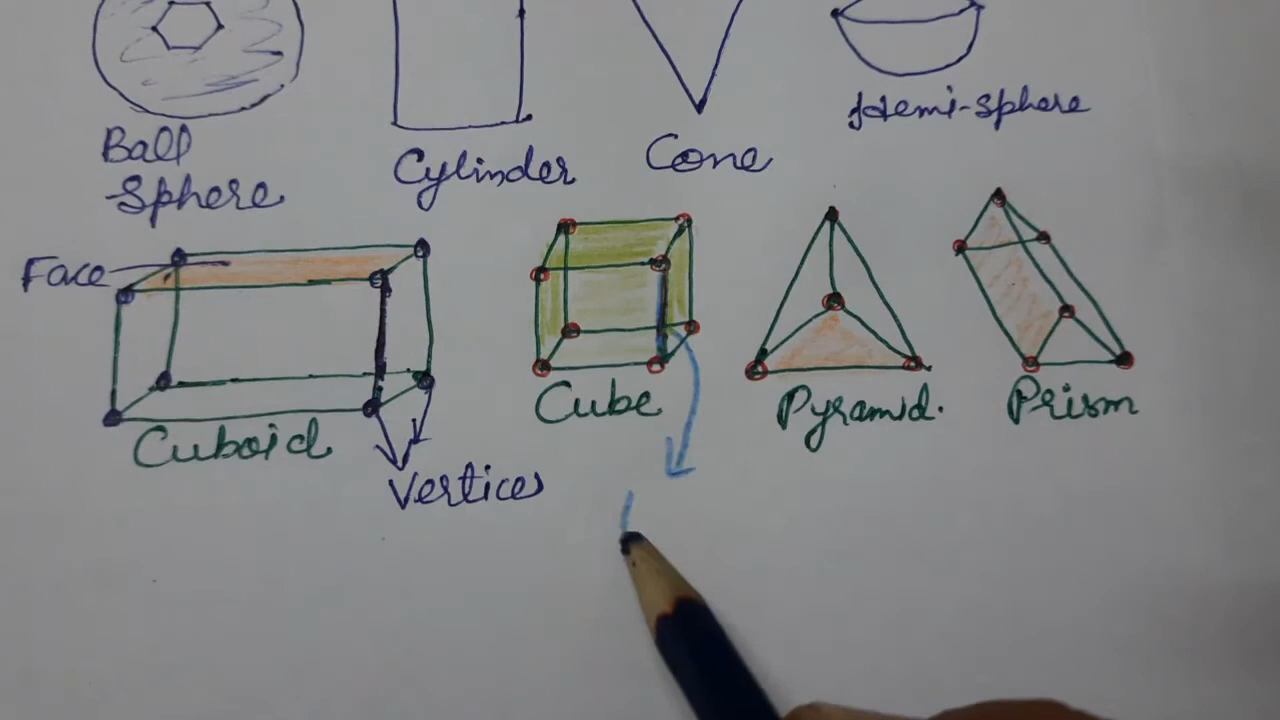 Ball
Sphere
Cylinder
Cone
Hemi-Sphere
Face
Cuboid
Vertices
Cube
Pyramid.
Prism